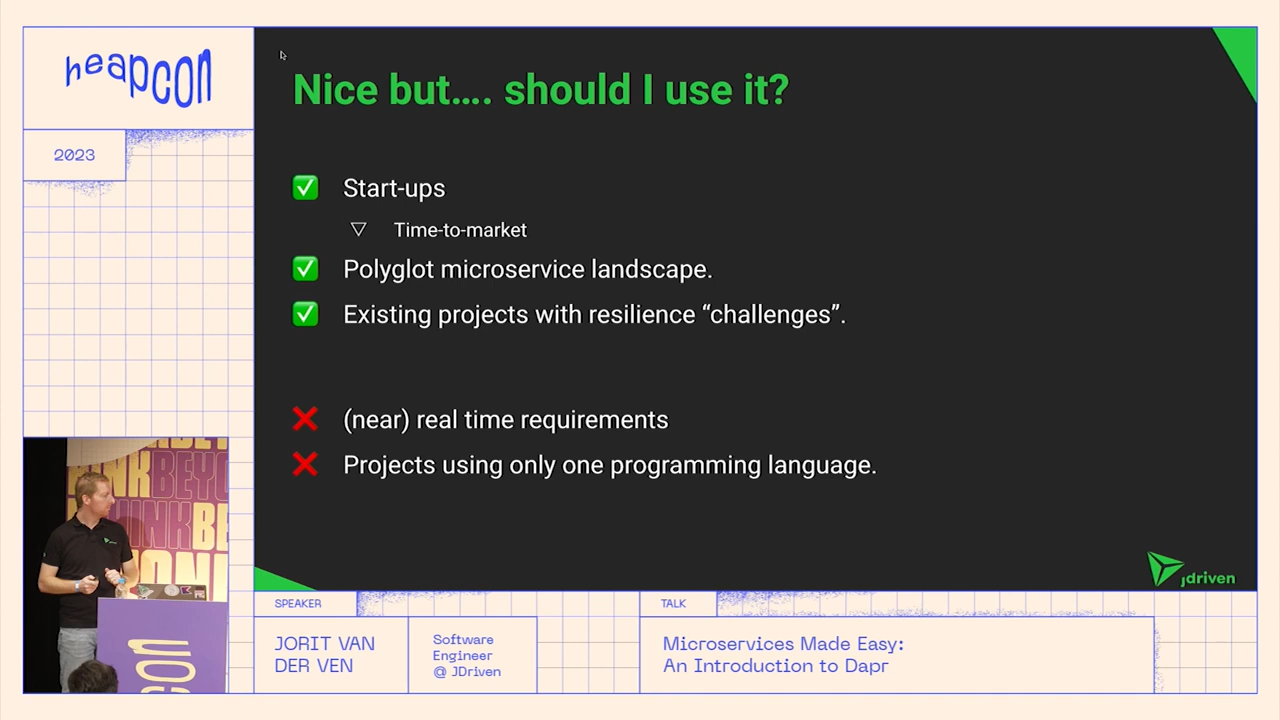 heapcon
2023
Nice but.... should I use it?
Start-ups
Time-to-market
Polyglot microservice landscape.
Existing projects with resilience “challenges”.
(near) real time requirements
Projects using only one programming language.
jdriven
SPEAKER
JORIT VAN
DER VEN
Software
Engineer
@ JDriven
TALK
Microservices Made Easy:
An Introduction to Dapr